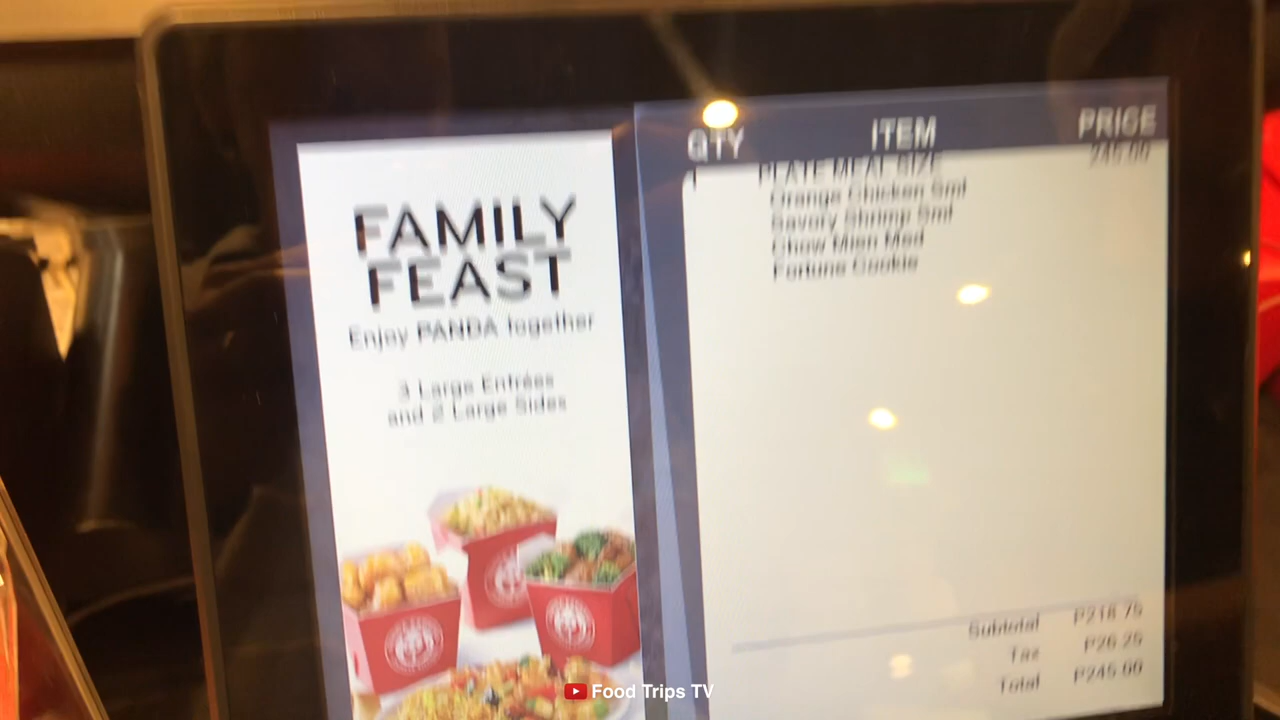 FAMILY
FEAST
Enjoy PANDA together
3 Large Entrées
and 2 Large Sides
QTY ITEM PRICE
1 PLATE MEAL SIZE 245.00
Orange Chicken Sml
Savory Shrimp Sml
Chow Mien Med
Fortune Cookie
Subtotal P218.75
Tax P26.25
Total P245.00
Food Trips TV